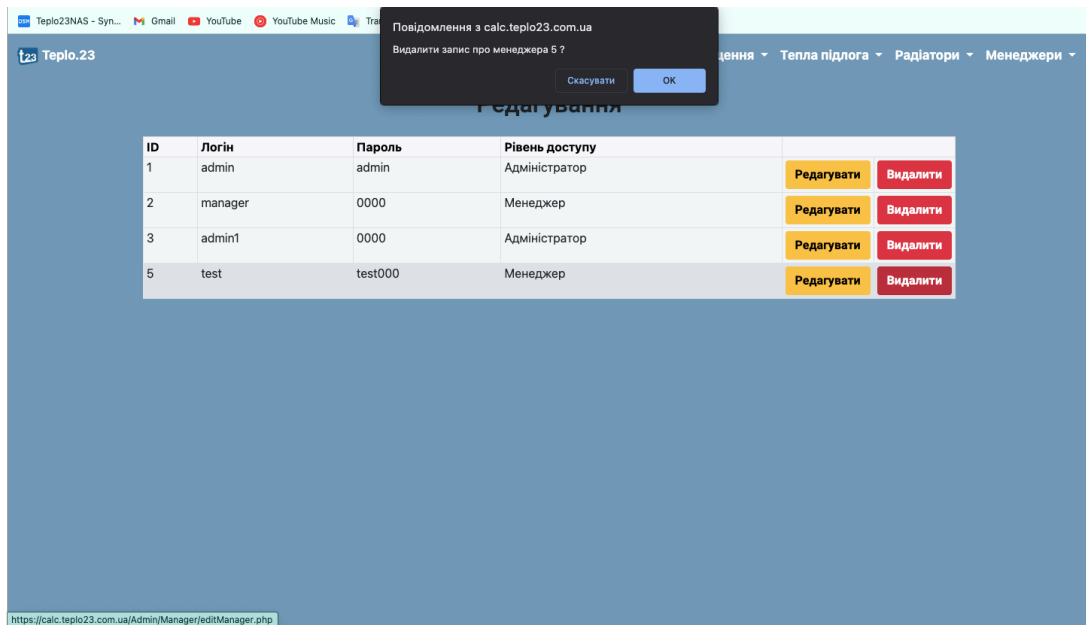 Teplo23NAS - Syn... Gmail YouTube YouTube Music
Повідомлення з calc.teplo23.com.ua
Видалити запис про менеджера 5 ?
Скасувати OK
t23 Teplo.23 Тепла підлога Радіатори Менеджери
Редагування
ID Логін Пароль Рівень доступу
1 admin admin Адміністратор Редагувати Видалити
2 manager 0000 Менеджер Редагувати Видалити
3 admin1 0000 Адміністратор Редагувати Видалити
5 test test000 Менеджер Редагувати Видалити
https://calc.teplo23.com.ua/Admin/Manager/editManager.php